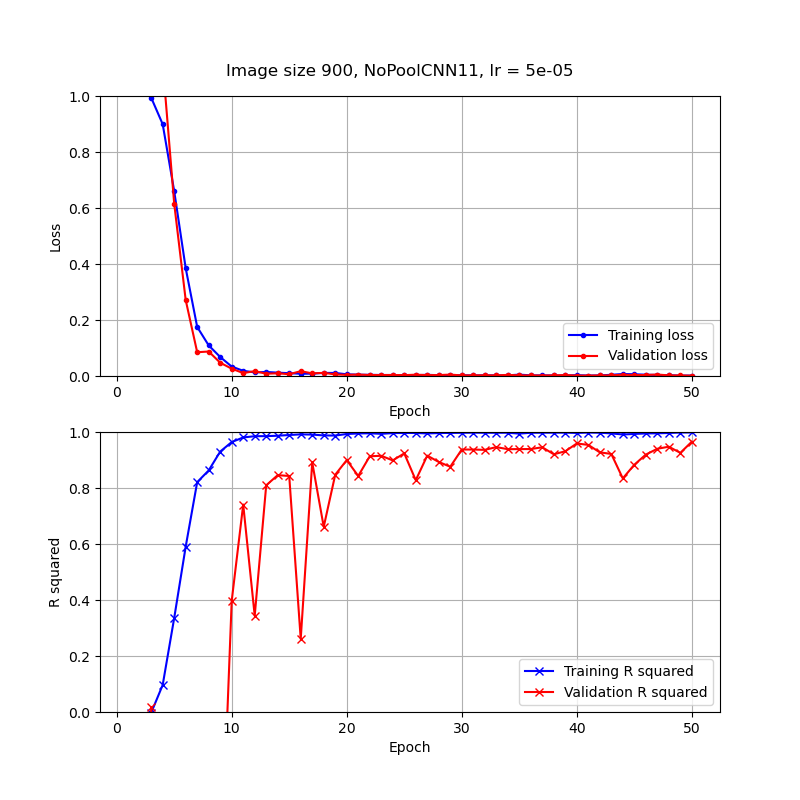 Image size 900, NoPoolCNN11, lr = 5e-05
1.0
0.8
0.6
0.4
0.2
0.0
Loss
Training loss
Validation loss
0 10 20 30 40 50
Epoch
1.0
0.8
0.6
0.4
0.2
0.0
R squared
Training R squared
Validation R squared
0 10 20 30 40 50
Epoch